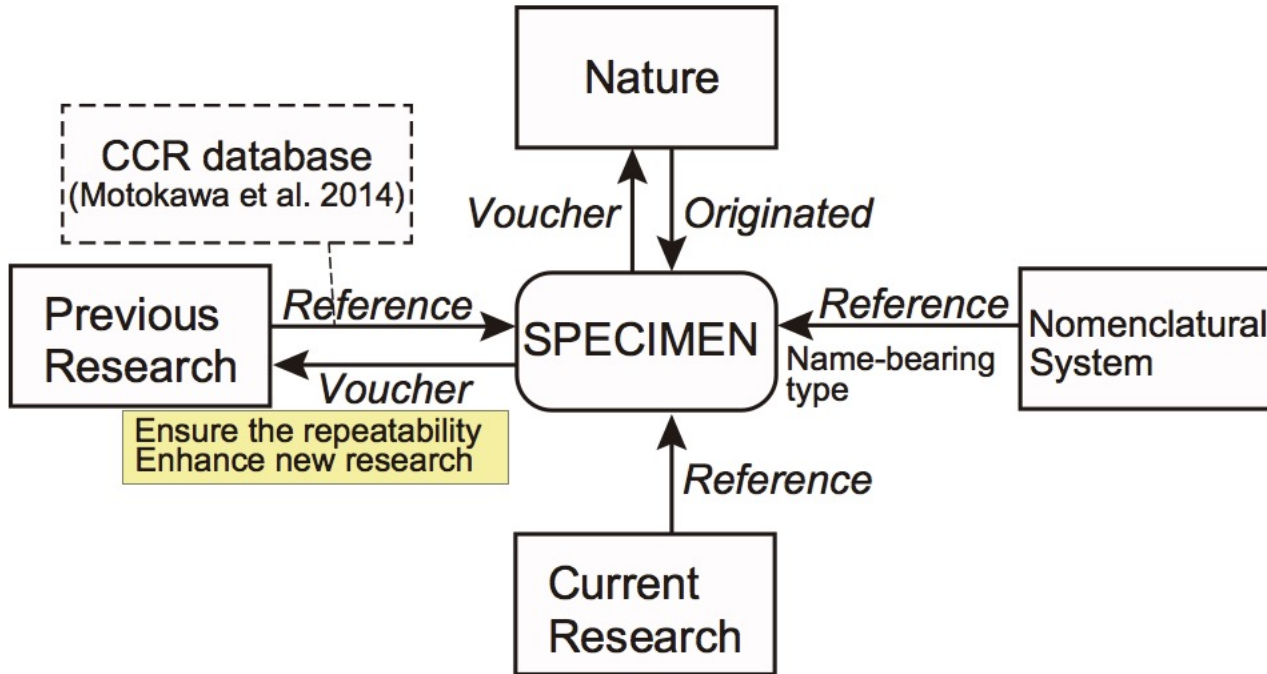 Nature
CCR database
(Motokawa et al. 2014)
Voucher
Originated
Previous
Research
Reference
Voucher
Ensure the repeatability
Enhance new research
SPECIMEN
Reference
Name-bearing
type
Nomenclatural
System
Reference
Current
Research